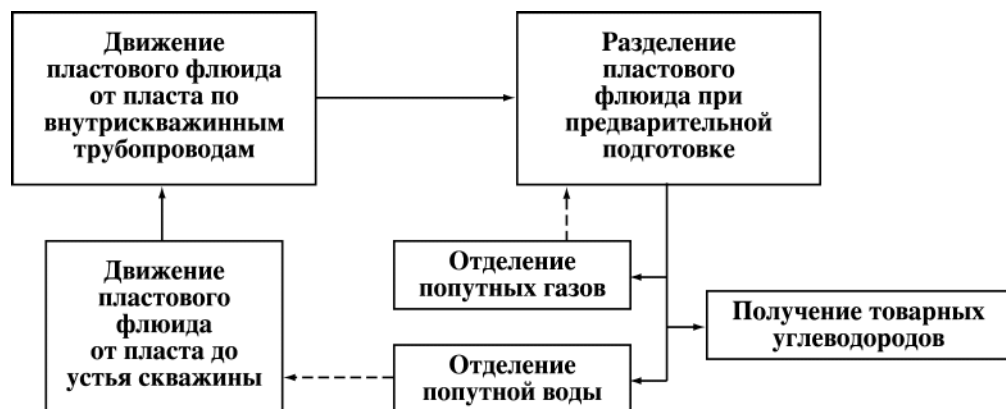 Движение
пластового флюида
от пласта по
внутрискважинным
трубопроводам
Разделение
пластового
флюида при
предварительной
подготовке
Движение
пластового
флюида
от пласта до
устья скважины
Отделение
попутных газов
Получение товарных
углеводородов
Отделение
попутной воды